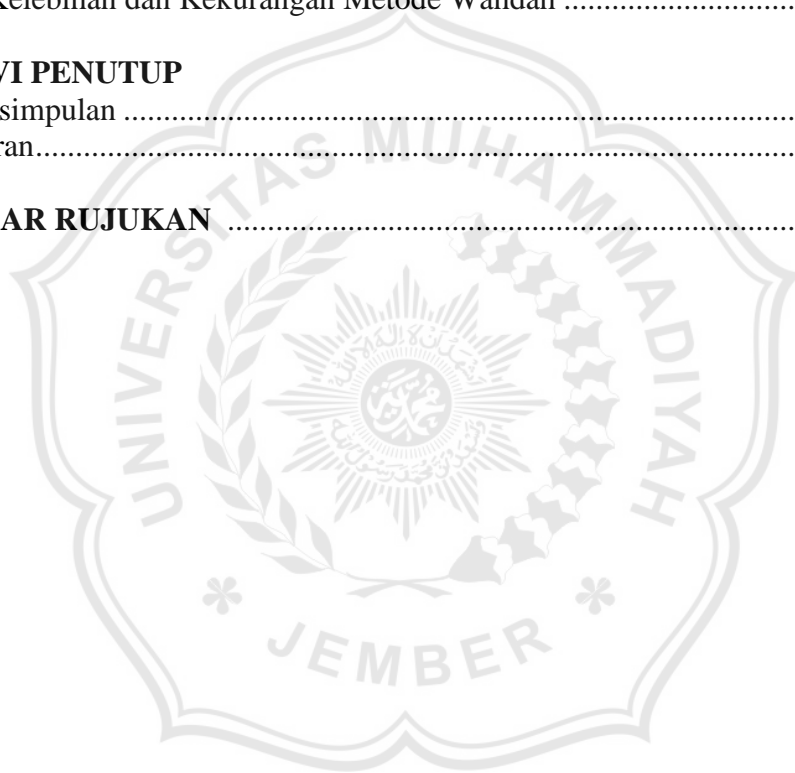 Kelebihan dan Kekurangan Metode Wahdah ............................
VI PENUTUP
simpulan ...................................................................................
ran..............................................................................................
AR RUJUKAN ......................................................................
UNIVERSITAS MUHAMMADIYAH
JEMBER